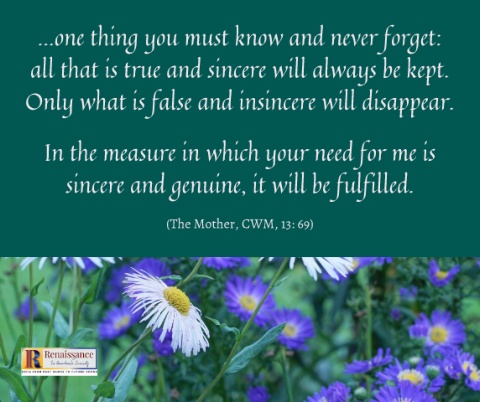 ...one thing you must know and never forget:
all that is true and sincere will always be kept.
Only what is false and insincere will disappear.
In the measure in which your need for me is
sincere and genuine, it will be fulfilled.
(The Mother, CWM, 13: 69)
Renaissance